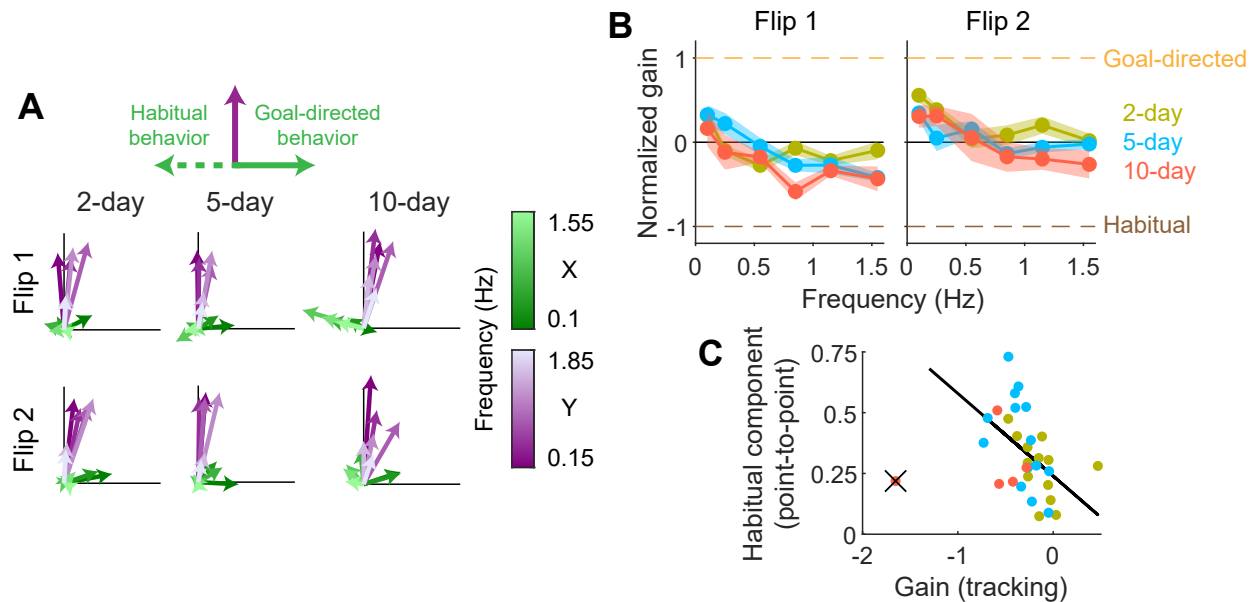 A
Habitual
behavior
Goal-directed
behavior
2-day
5-day
10-day
Flip 1
Flip 2
Frequency (Hz)
1.55
X
0.1
1.85
Y
0.15
B
Flip 1
Flip 2
Normalized gain
1
0
-1
0
0.5
1
1.5
0
0.5
1
1.5
Frequency (Hz)
Goal-directed
2-day
5-day
10-day
Habitual
C
Habitual component
(point-to-point)
0.75
0.5
0.25
0
-2
-1
0
Gain (tracking)